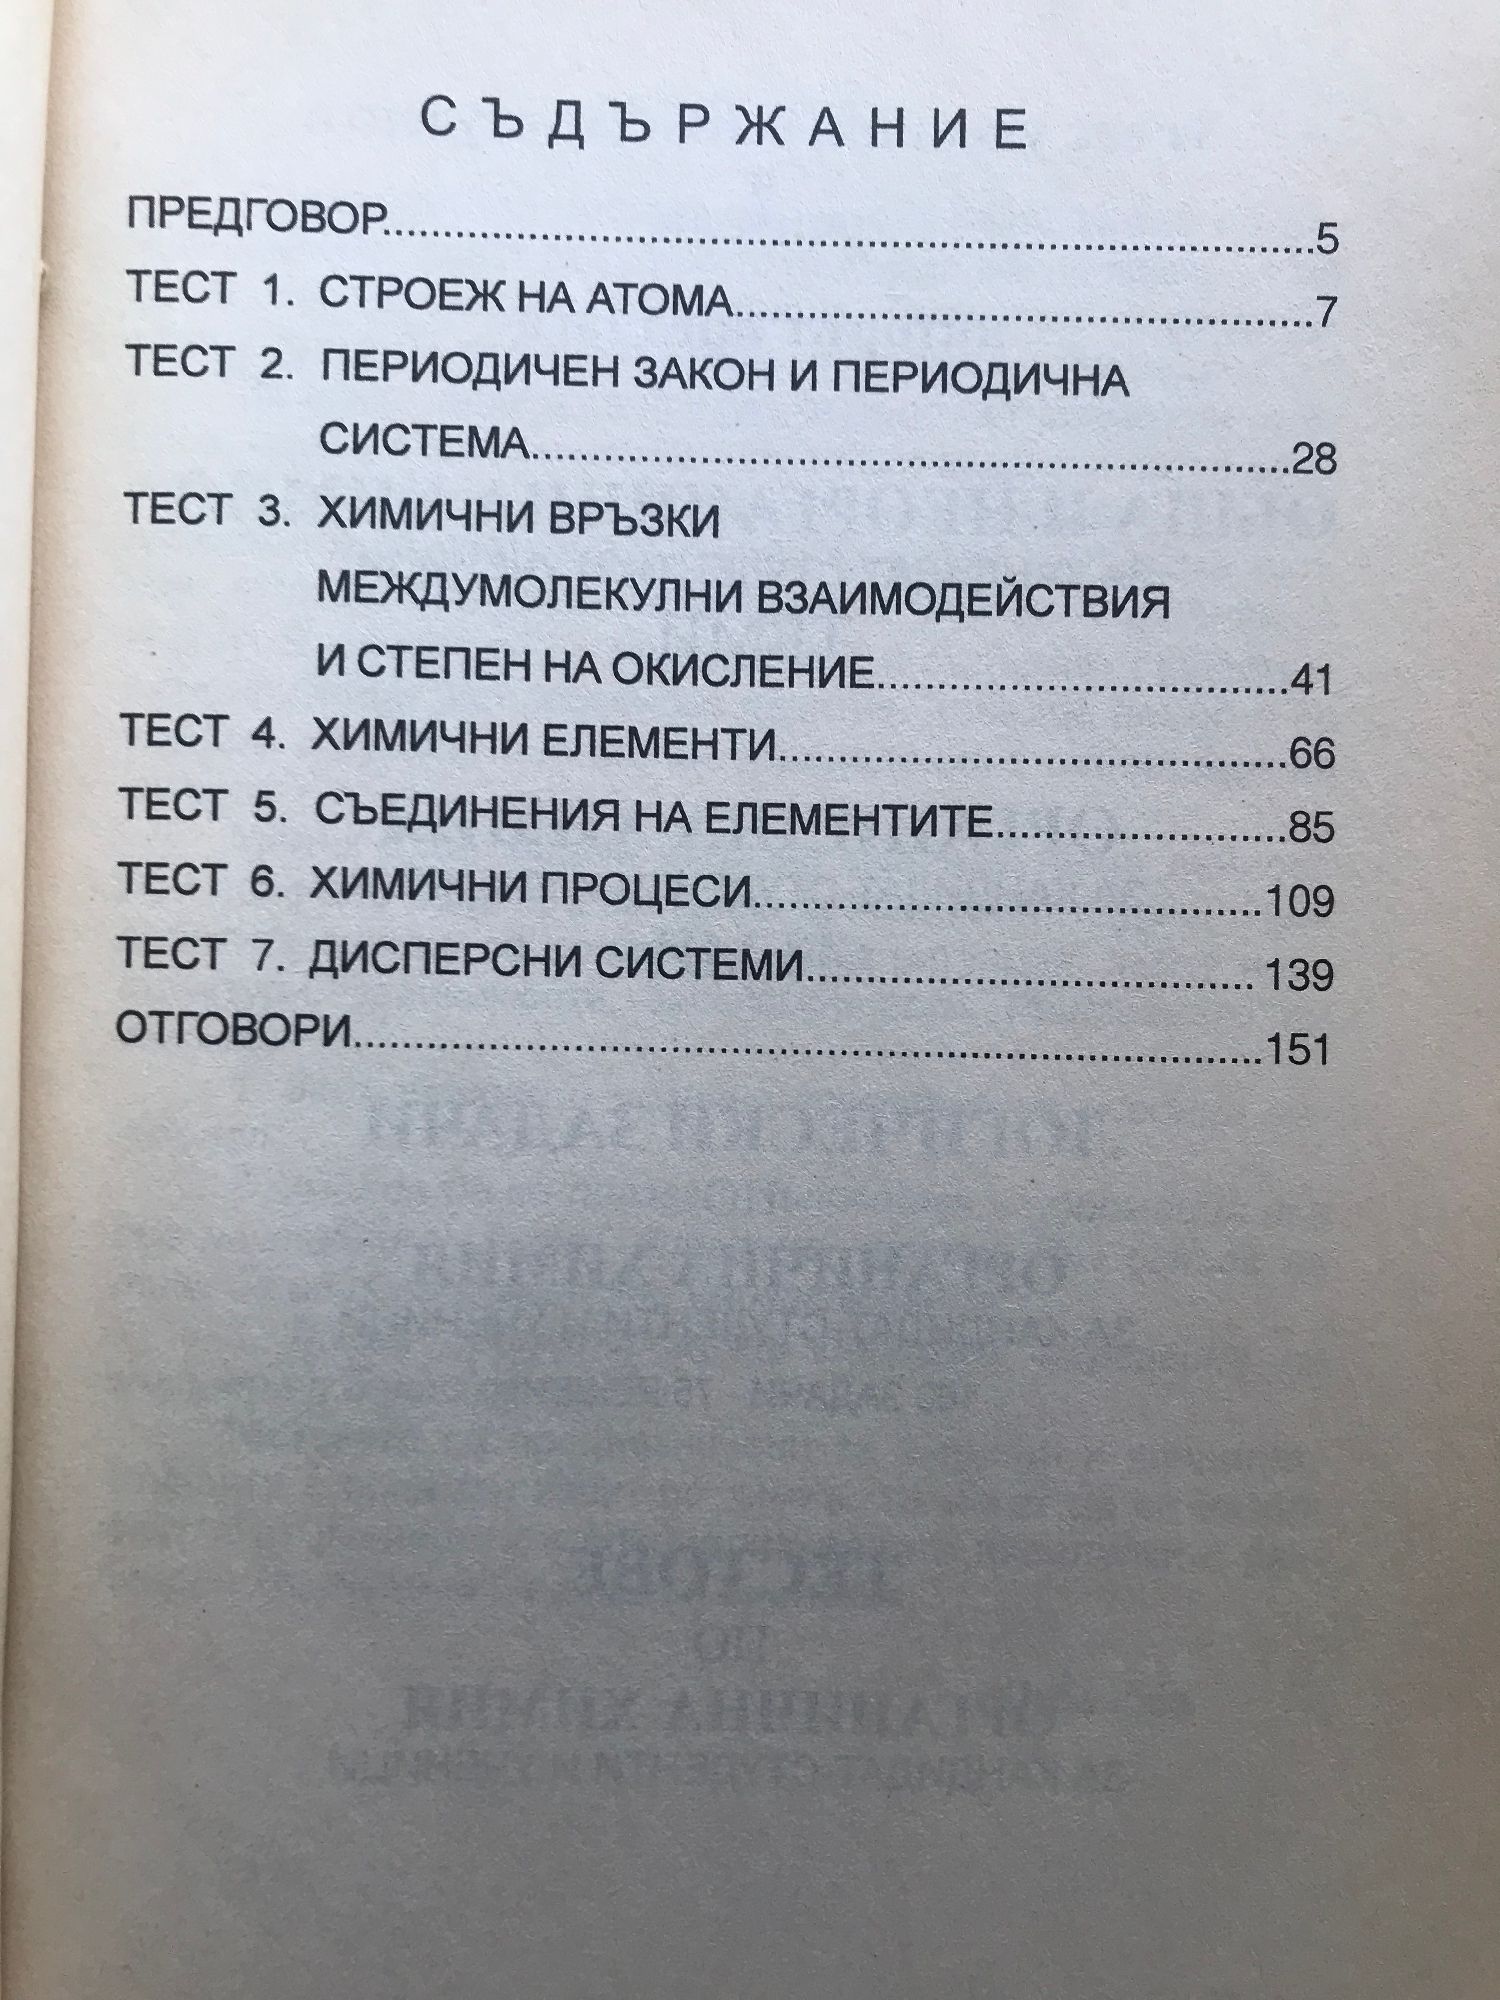 СЪДЪРЖАНИЕ
ПРЕДГОВОР..........5
ТЕСТ 1. СТРОЕЖ НА АТОМА..........7
ТЕСТ 2. ПЕРИОДИЧЕН ЗАКОН И ПЕРИОДИЧНА
СИСТЕМА..........28
ТЕСТ 3. ХИМИЧНИ ВРЪЗКИ
МЕЖДУМОЛЕКУЛНИ ВЗАИМОДЕЙСТВИЯ
И СТЕПЕН НА ОКИСЛЕНИЕ..........41
ТЕСТ 4. ХИМИЧНИ ЕЛЕМЕНТИ..........66
ТЕСТ 5. СЪЕДИНЕНИЯ НА ЕЛЕМЕНТИТЕ..........85
ТЕСТ 6. ХИМИЧНИ ПРОЦЕСИ..........109
ТЕСТ 7. ДИСПЕРСНИ СИСТЕМИ.......... 139
ОТГОВОРИ..........151